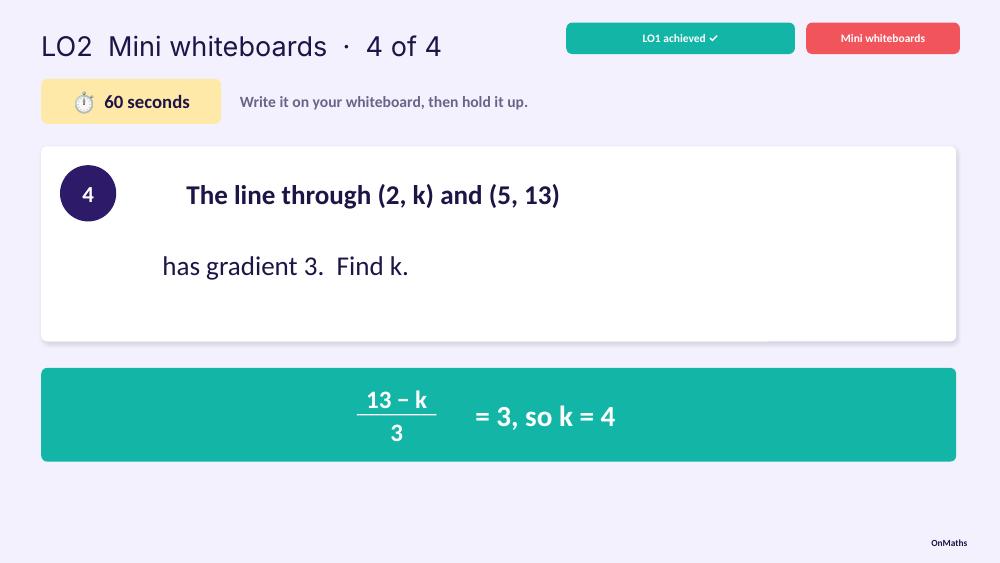 LO2 Mini whiteboards · 4 of 4
LO1 achieved ✓
Mini whiteboards
⏱️ 60 seconds
Write it on your whiteboard, then hold it up.
4
The line through (2, k) and (5, 13)
has gradient 3. Find k.
13 − k
3
= 3, so k = 4
OnMaths